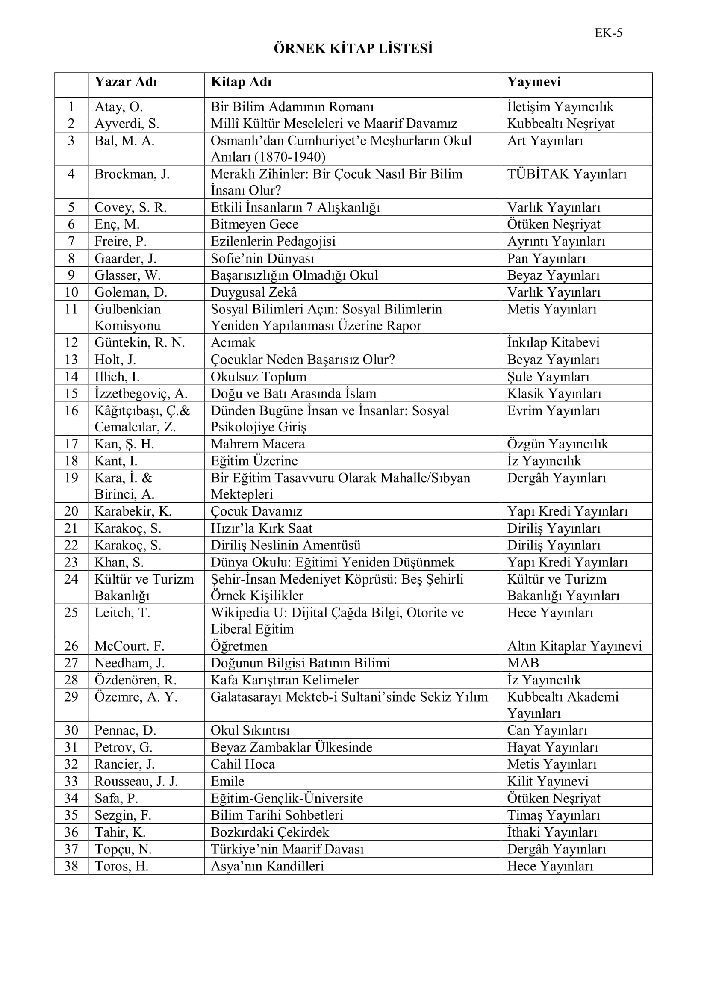 EK-5
ÖRNEK KİTAP LİSTESİ
Yazar Adı Kitap Adı Yayınevi
1 Atay, O. Bir Bilim Adamının Romanı İletişim Yayıncılık
2 Ayverdi, S. Millî Kültür Meseleleri ve Maarif Davamız Kubbealtı Neşriyat
3 Bal, M. A. Osmanlı’dan Cumhuriyet’e Meşhurların Okul Art Yayınları
Anıları (1870-1940)
4 Brockman, J. Meraklı Zihinler: Bir Çocuk Nasıl Bir Bilim TÜBİTAK Yayınları
İnsanı Olur?
5 Covey, S. R. Etkili İnsanların 7 Alışkanlığı Varlık Yayınları
6 Enç, M. Bitmeyen Gece Ötüken Neşriyat
7 Freire, P. Ezilenlerin Pedagojisi Ayrıntı Yayınları
8 Gaarder, J. Sofie’nin Dünyası Pan Yayınları
9 Glasser, W. Başarısızlığın Olmadığı Okul Beyaz Yayınları
10 Goleman, D. Duygusal Zekâ Varlık Yayınları
11 Gulbenkian Sosyal Bilimleri Açın: Sosyal Bilimlerin Metis Yayınları
Komisyonu Yeniden Yapılanması Üzerine Rapor
12 Güntekin, R. N. Acımak İnkılap Kitabevi
13 Holt, J. Çocuklar Neden Başarısız Olur? Beyaz Yayınları
14 Illich, I. Okulsuz Toplum Şule Yayınları
15 İzzetbegoviç, A. Doğu ve Batı Arasında İslam Klasik Yayınları
16 Kâğıtçıbaşı, Ç.& Dünden Bugüne İnsan ve İnsanlar: Sosyal Evrim Yayınları
Cemalcılar, Z. Psikolojiye Giriş
17 Kan, Ş. H. Mahrem Macera Özgün Yayıncılık
18 Kant, I. Eğitim Üzerine İz Yayıncılık
19 Kara, İ. & Bir Eğitim Tasavvuru Olarak Mahalle/Sıbyan Dergâh Yayınları
Birinci, A. Mektepleri
20 Karabekir, K. Çocuk Davamız Yapı Kredi Yayınları
21 Karakoç, S. Hızır’la Kırk Saat Diriliş Yayınları
22 Karakoç, S. Diriliş Neslinin Amentüsü Diriliş Yayınları
23 Khan, S. Dünya Okulu: Eğitimi Yeniden Düşünmek Yapı Kredi Yayınları
24 Kültür ve Turizm Şehir-İnsan Medeniyet Köprüsü: Beş Şehirli Kültür ve Turizm
Bakanlığı Örnek Kişilikler Bakanlığı Yayınları
25 Leitch, T. Wikipedia U: Dijital Çağda Bilgi, Otorite ve Hece Yayınları
Liberal Eğitim
26 McCourt. F. Öğretmen Altın Kitaplar Yayınevi
27 Needham, J. Doğunun Bilgisi Batının Bilimi MAB
28 Özdenören, R. Kafa Karıştıran Kelimeler İz Yayıncılık
29 Özemre, A. Y. Galatasarayı Mekteb-i Sultani’sinde Sekiz Yılım Kubbealtı Akademi
Yayınları
30 Pennac, D. Okul Sıkıntısı Can Yayınları
31 Petrov, G. Beyaz Zambaklar Ülkesinde Hayat Yayınları
32 Rancier, J. Cahil Hoca Metis Yayınları
33 Rousseau, J. J. Emile Kilit Yayınevi
34 Safa, P. Eğitim-Gençlik-Üniversite Ötüken Neşriyat
35 Sezgin, F. Bilim Tarihi Sohbetleri Timaş Yayınları
36 Tahir, K. Bozkırdaki Çekirdek İthaki Yayınları
37 Topçu, N. Türkiye’nin Maarif Davası Dergâh Yayınları
38 Toros, H. Asya’nın Kandilleri Hece Yayınları